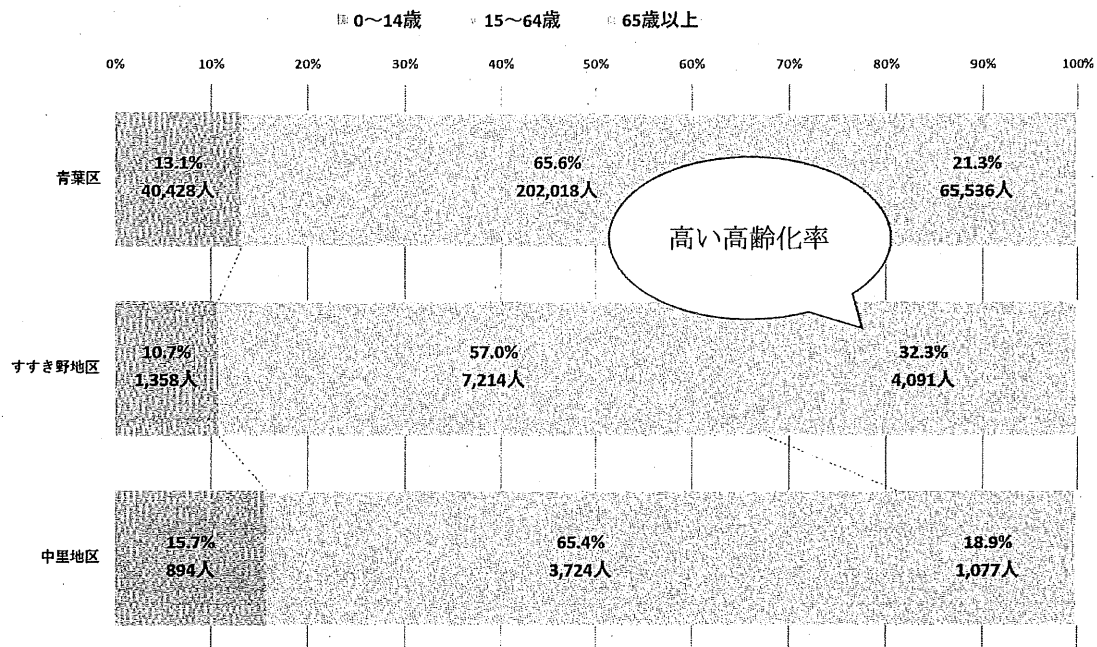 0～14歳 15～64歳 65歳以上
0% 10% 20% 30% 40% 50% 60% 70% 80% 90% 100%
青葉区
13.1% 65.6% 21.3%
40,428人 202,018人 65,536人
高い高齢化率
すすき野地区
10.7% 57.0% 32.3%
1,358人 7,214人 4,091人
中里地区
15.7% 65.4% 18.9%
894人 3,724人 1,077人